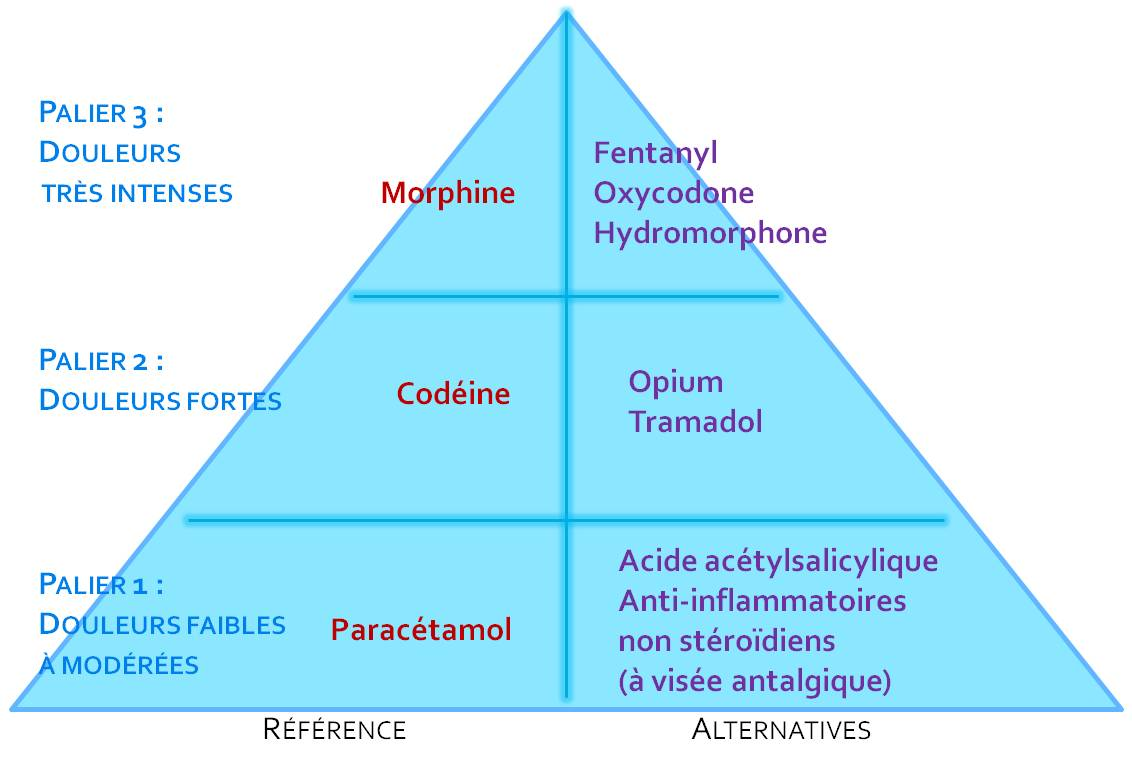 PALIER 3 :
DOULEURS
TRÈS INTENSES
Morphine
Fentanyl
Oxycodone
Hydromorphone
PALIER 2 :
DOULEURS FORTES
Codéine
Opium
Tramadol
PALIER 1 :
DOULEURS FAIBLES
À MODÉRÉES
Paracétamol
Acide acétylsalicylique
Anti-inflammatoires
non stéroïdiens
(à visée antalgique)
RÉFÉRENCE
ALTERNATIVES